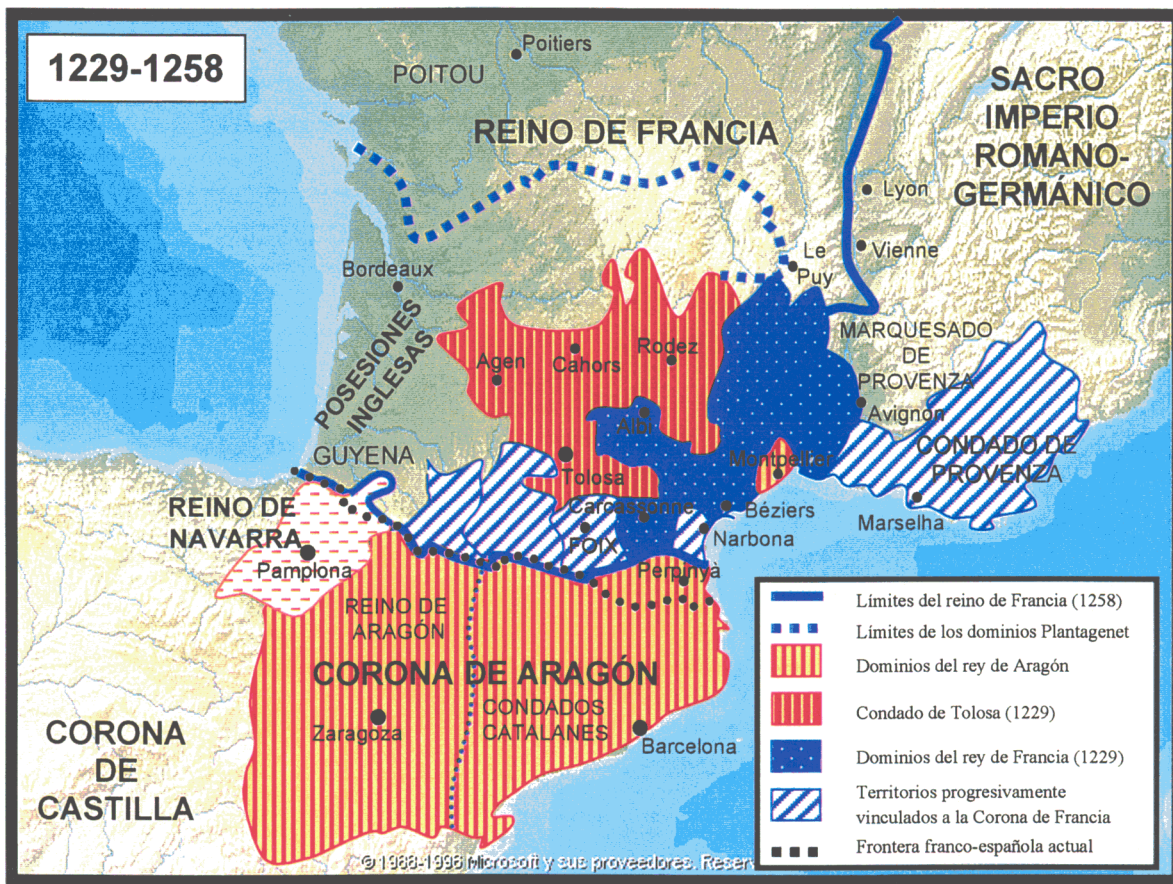 1229-1258
Poitiers
POITOU
REINO DE FRANCIA
SACRO
IMPERIO
ROMANO-
GERMÁNICO
Lyon
Vienne
Le
Puy
Bordeaux
POSESIONES
INGLESAS
GUYENA
Agen
Cahors
Rodez
Albi
Tolosa
MARQUESADO
DE
PROVENZA
Avignon
CONDADO DE
PROVENZA
Marselha
Montpellier
Béziers
Carcassonne
Narbona
FOIX
Perpinyà
REINO DE
NAVARRA
Pamplona
REINO DE
ARAGÓN
CORONA DE ARAGÓN
CONDADOS
CATALANES
Zaragoza
Barcelona
CORONA
DE
CASTILLA
Límites del reino de Francia (1258)
Límites de los dominios Plantagenet
Dominios del rey de Aragón
Condado de Tolosa (1229)
Dominios del rey de Francia (1229)
Territorios progresivamente
vinculados a la Corona de Francia
Frontera franco-española actual
© 1988-1996 Microsoft y sus proveedores. Reser